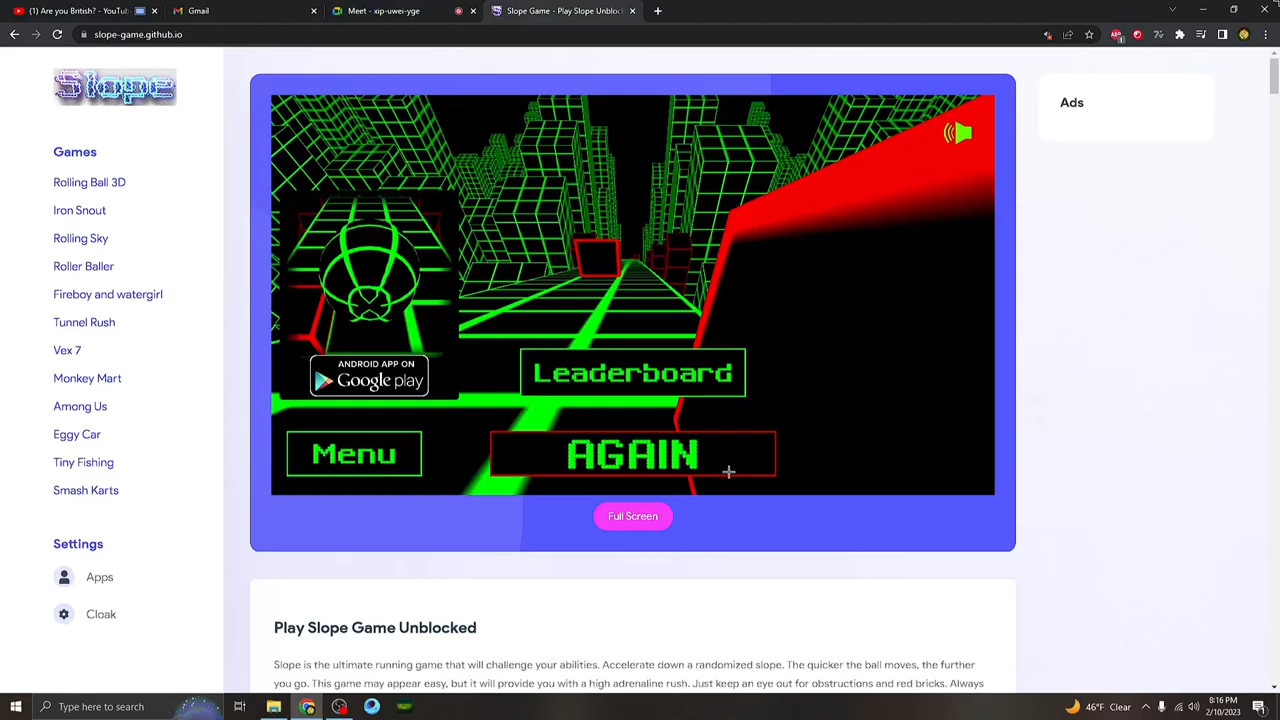 (1) Are you British? - YouTub
Gmail
Meet - xip-uwei-yge
Slope Game - Play Slope Unblock
slope-game.github.io
Slope
Games
Rolling Ball 3D
Iron Snout
Rolling Sky
Roller Baller
Fireboy and watergirl
Tunnel Rush
Vex 7
Monkey Mart
Among Us
Eggy Car
Tiny Fishing
Smash Karts
Settings
Apps
Cloak
ANDROID APP ON
Google play
Leaderboard
Menu
AGAIN
Full Screen
Ads
Play Slope Game Unblocked
Slope is the ultimate running game that will challenge your abilities. Accelerate down a randomized slope. The quicker the ball moves, the further
you go. This game may appear easy, but it will provide you with a high adrenaline rush. Just keep an eye out for obstructions and red bricks. Always
Type here to search
46°F Clear
8:16 PM
2/10/2023